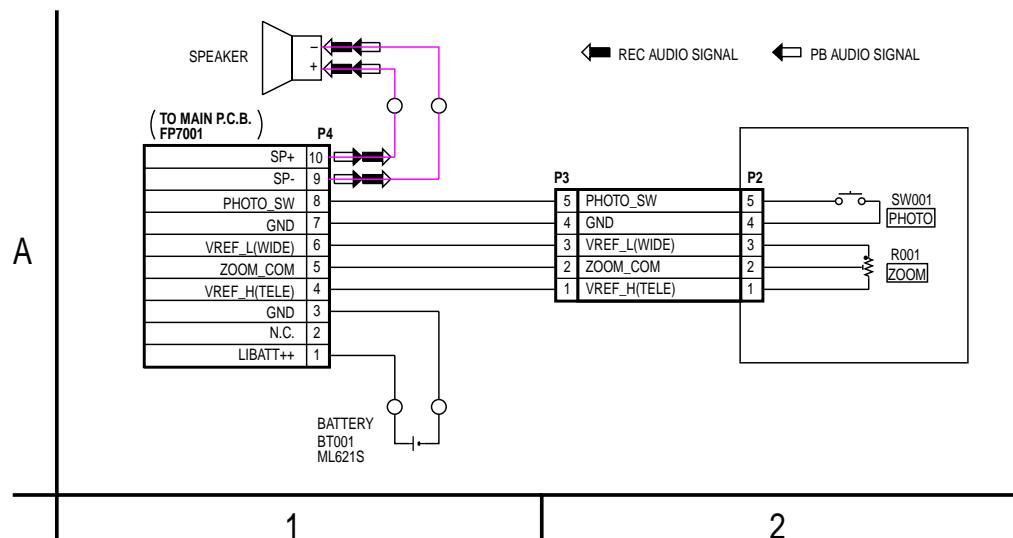 SPEAKER
−
+
REC AUDIO SIGNAL
PB AUDIO SIGNAL
(TO MAIN P.C.B.)
FP7001
P4
SP+ 10
SP- 9
PHOTO_SW 8
GND 7
VREF_L(WIDE) 6
ZOOM_COM 5
VREF_H(TELE) 4
GND 3
N.C. 2
LIBATT++ 1
P3
P2
5 PHOTO_SW 5
4 GND 4
3 VREF_L(WIDE) 3
2 ZOOM_COM 2
1 VREF_H(TELE) 1
SW001
PHOTO
R001
ZOOM
BATTERY
BT001
ML621S
A
1
2